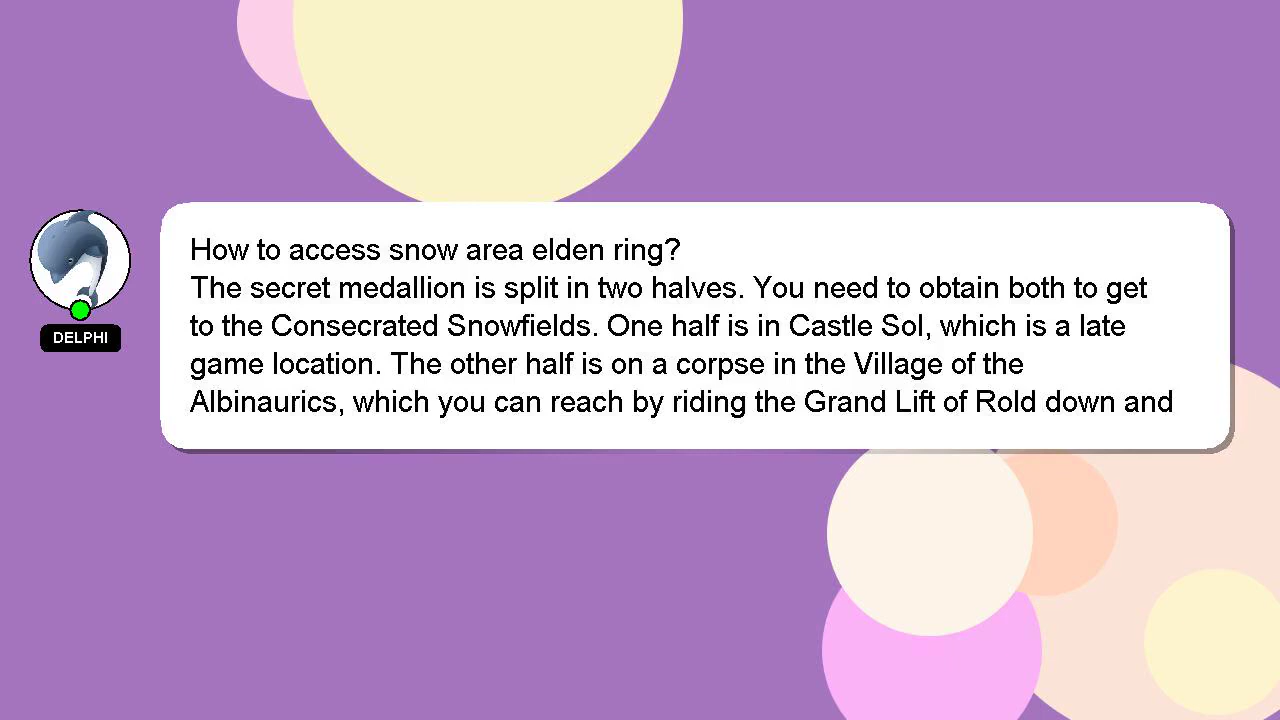 How to access snow area elden ring?
The secret medallion is split in two halves. You need to obtain both to get
to the Consecrated Snowfields. One half is in Castle Sol, which is a late
game location. The other half is on a corpse in the Village of the
Albinaurics, which you can reach by riding the Grand Lift of Rold down and
DELPHI